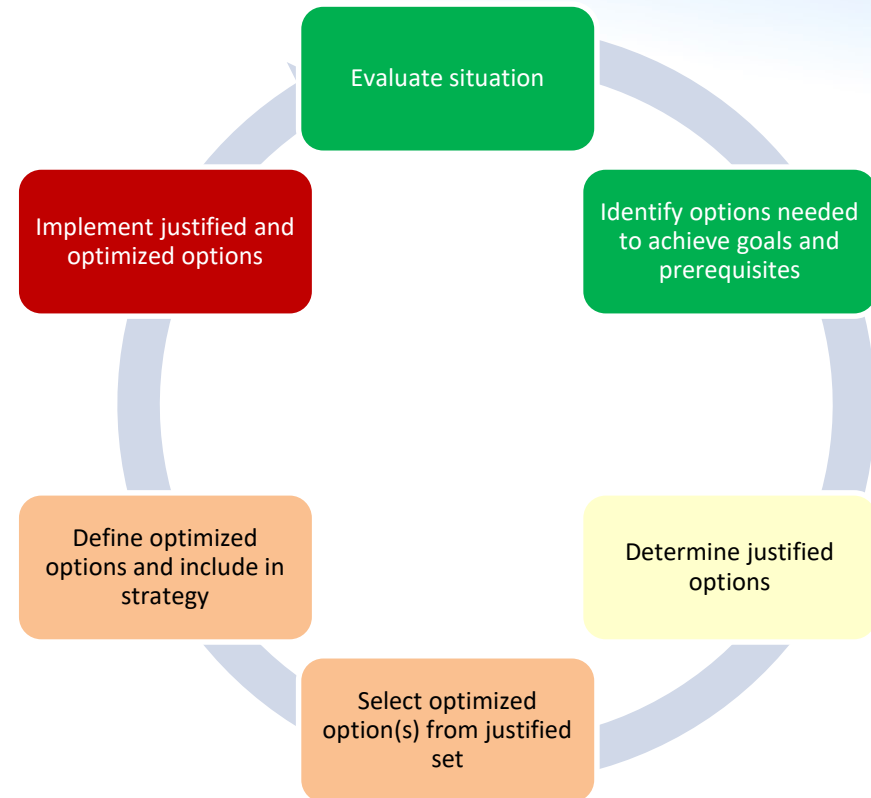 Evaluate situation
Identify options needed
to achieve goals and
prerequisites
Determine justified
options
Select optimized
option(s) from justified
set
Define optimized
options and include in
strategy
Implement justified and
optimized options